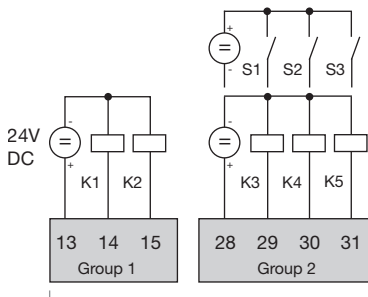 +
= S1 S2 S3
-
24V
DC
- -
= K1 K2 = K3 K4 K5
+ +
13 14 15 28 29 30 31
Group 1 Group 2